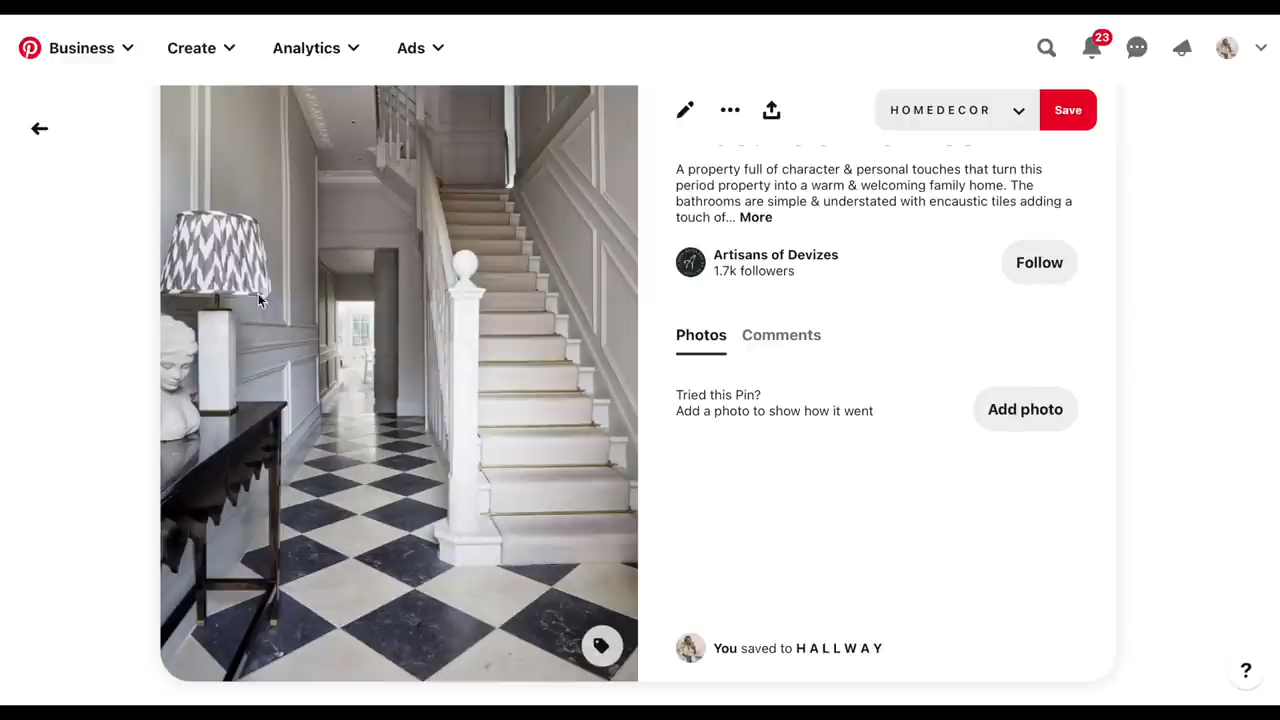 Business Create Analytics Ads 23
HOMEDECOR Save
A property full of character & personal touches that turn this
period property into a warm & welcoming family home. The
bathrooms are simple & understated with encaustic tiles adding a
touch of... More
Artisans of Devizes
1.7k followers
Follow
Photos Comments
Tried this Pin?
Add a photo to show how it went
Add photo
You saved to HALLWAY
?